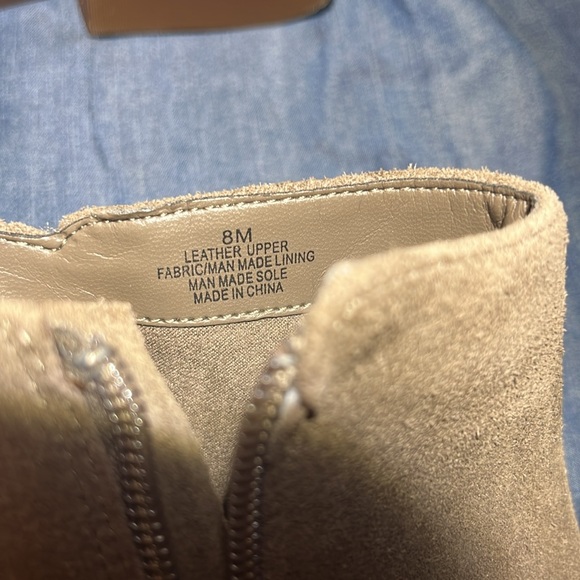 8M
LEATHER UPPER
FABRIC/MAN MADE LINING
MAN MADE SOLE
MADE IN CHINA